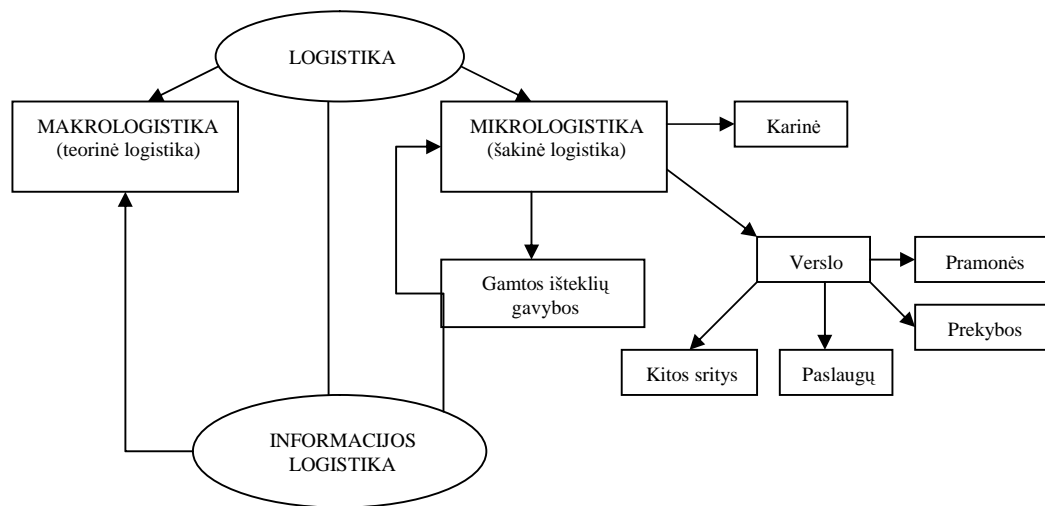 LOGISTIKA
MAKROLOGISTIKA
(teorinė logistika)
MIKROLOGISTIKA
(šakinė logistika)
Karinė
Verslo
Pramonės
Gamtos išteklių
gavybos
Prekybos
Kitos sritys
Paslaugų
INFORMACIJOS
LOGISTIKA